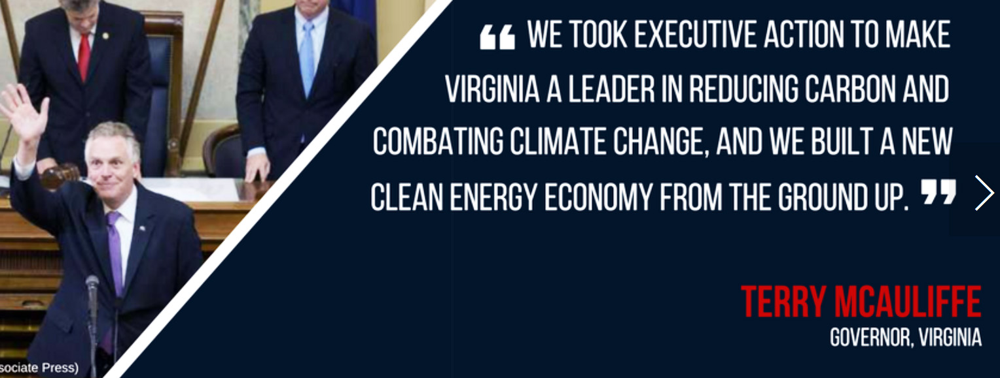 “ WE TOOK EXECUTIVE ACTION TO MAKE
VIRGINIA A LEADER IN REDUCING CARBON AND
COMBATING CLIMATE CHANGE, AND WE BUILT A NEW
CLEAN ENERGY ECONOMY FROM THE GROUND UP. ”
TERRY MCAULIFFE
GOVERNOR, VIRGINIA
sociate Press)